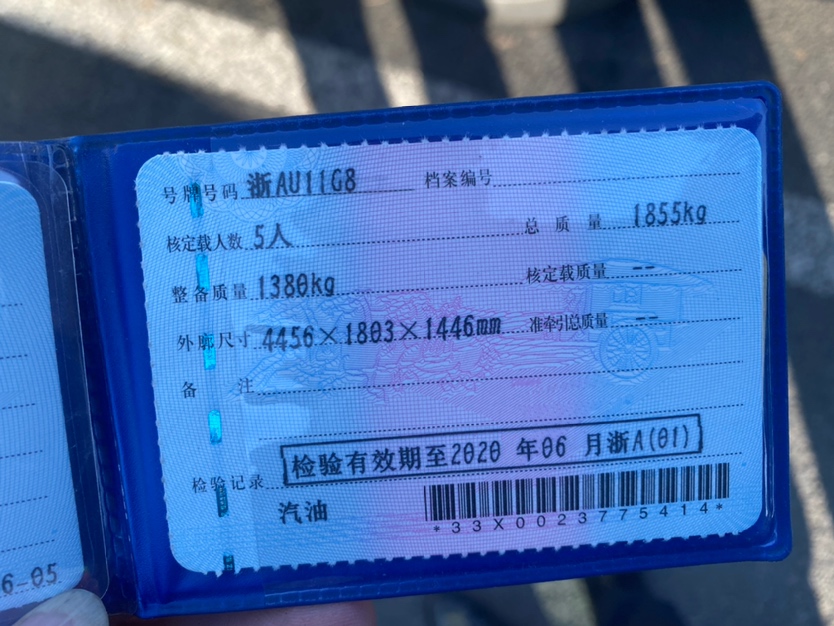 号牌号码 浙AU11G8 档案编号
核定载人数 5人 总质量 1855kg
整备质量 1380kg 核定载质量 --
外廓尺寸 4456×1803×1446mm 准牵引总质量 --
备注
检验记录 检验有效期至2020 年06 月浙A(01)
汽油
*33X0023775414*
6-05